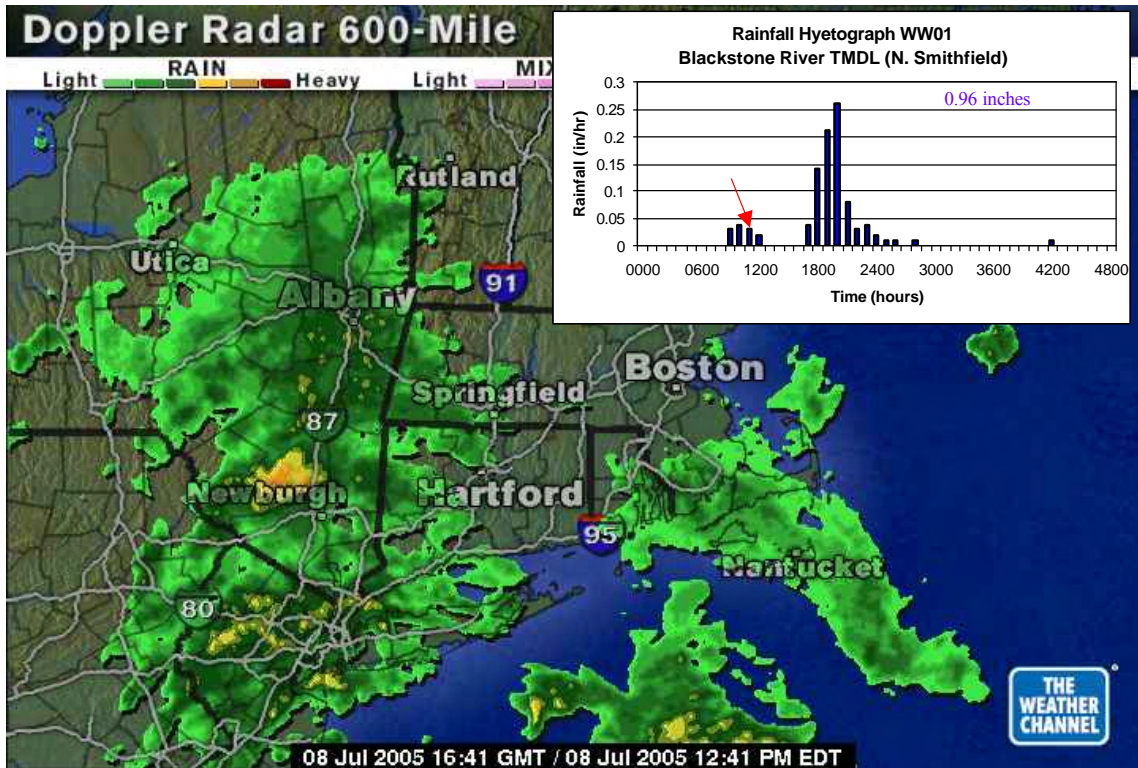 Doppler Radar 600-Mile
RAIN
Light Heavy
Light MIX
Rainfall Hyetograph WW01
Blackstone River TMDL (N. Smithfield)
0.96 inches
Rainfall (in/hr)
0.3
0.25
0.2
0.15
0.1
0.05
0
0000 0600 1200 1800 2400 3000 3600 4200 4800
Time (hours)
Rutland
Utica
91
Albany
Boston
Springfield
87
Newburgh
Hartford
95
Nantucket
80
THE
WEATHER
CHANNEL
08 Jul 2005 16:41 GMT / 08 Jul 2005 12:41 PM EDT